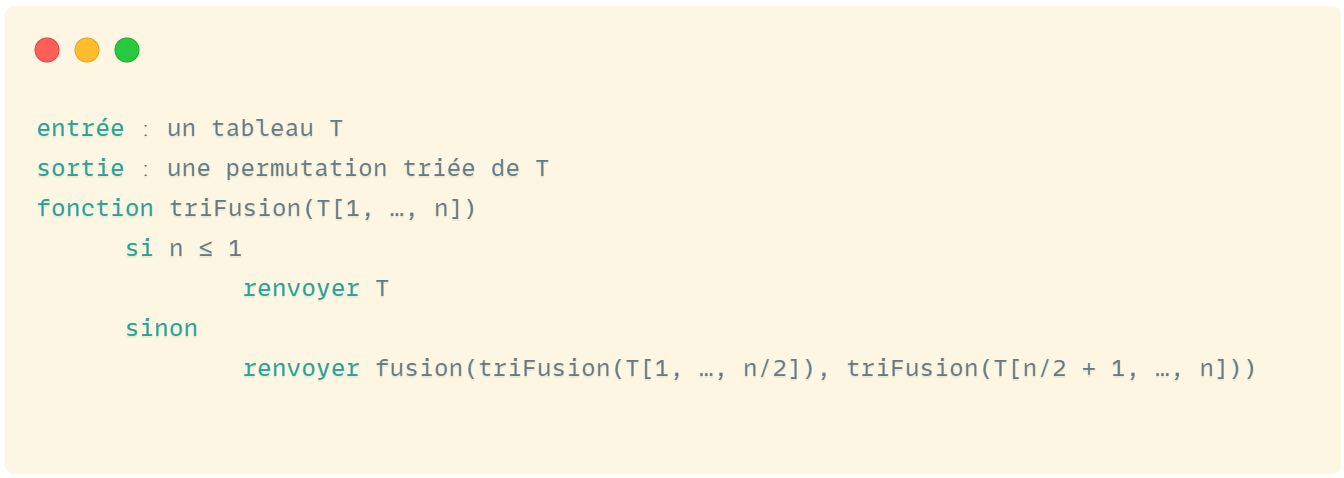 entrée : un tableau T
sortie : une permutation triée de T
fonction triFusion(T[1, …, n])
si n ≤ 1
renvoyer T
sinon
renvoyer fusion(triFusion(T[1, …, n/2]), triFusion(T[n/2 + 1, …, n]))